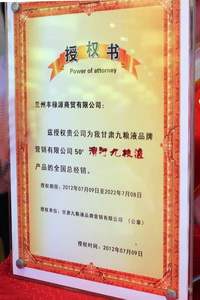 授权书
Power of attorney
兰州丰禄源商贸有限公司：
兹授权贵公司为我甘肃九粮液品牌
营销有限公司50°滴河九粮液
产品的全国总经销。
授权期限：2012年07月09日至2022年7月08日
授权单位：甘肃九粮液品牌营销有限公司（公章）
授权时间：2012年07月09日